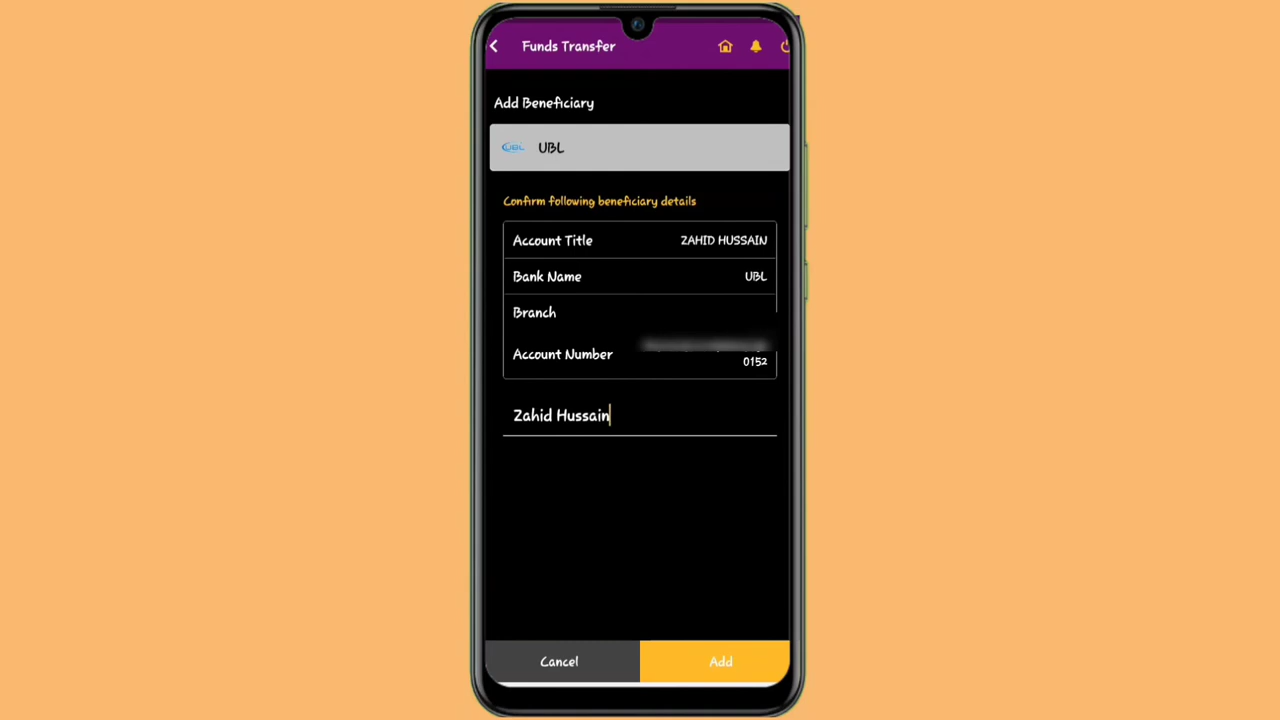 Funds Transfer
Add Beneficiary
UBL UBL
Confirm following beneficiary details
Account Title ZAHID HUSSAIN
Bank Name UBL
Branch
Account Number
0152
Zahid Hussain
Cancel Add